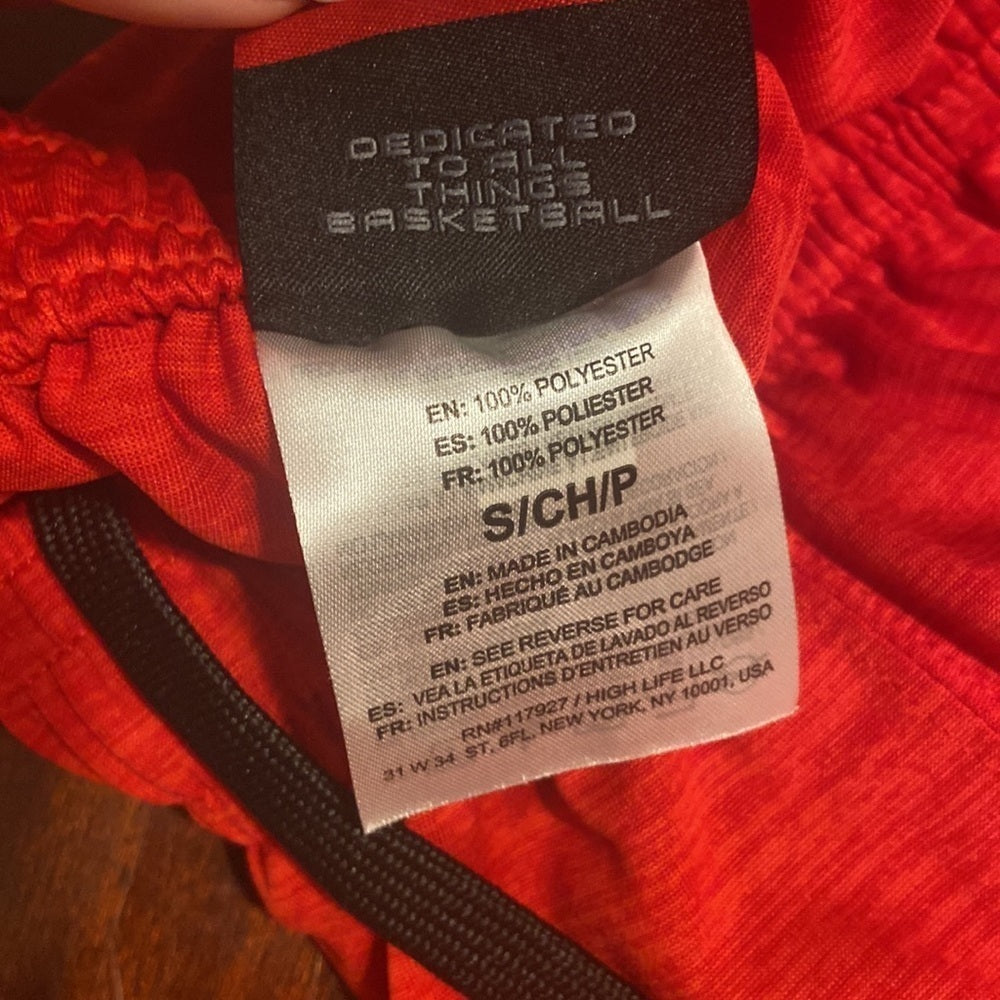 DEDICATED
TO ALL
THINGS
BASKETBALL
EN: 100% POLYESTER
ES: 100% POLIESTER
FR: 100% POLYESTER
S/CH/P
EN: MADE IN CAMBODIA
ES: HECHO EN CAMBOYA
FR: FABRIQUÉ AU CAMBODGE
EN: SEE REVERSE FOR CARE
ES: VEA LA ETIQUETA DE LAVADO AL REVERSO
FR: INSTRUCTIONS D'ENTRETIEN AU VERSO
RN#117927 / HIGH LIFE LLC
31 W 34 ST. 6FL, NEW YORK, NY 10001, USA